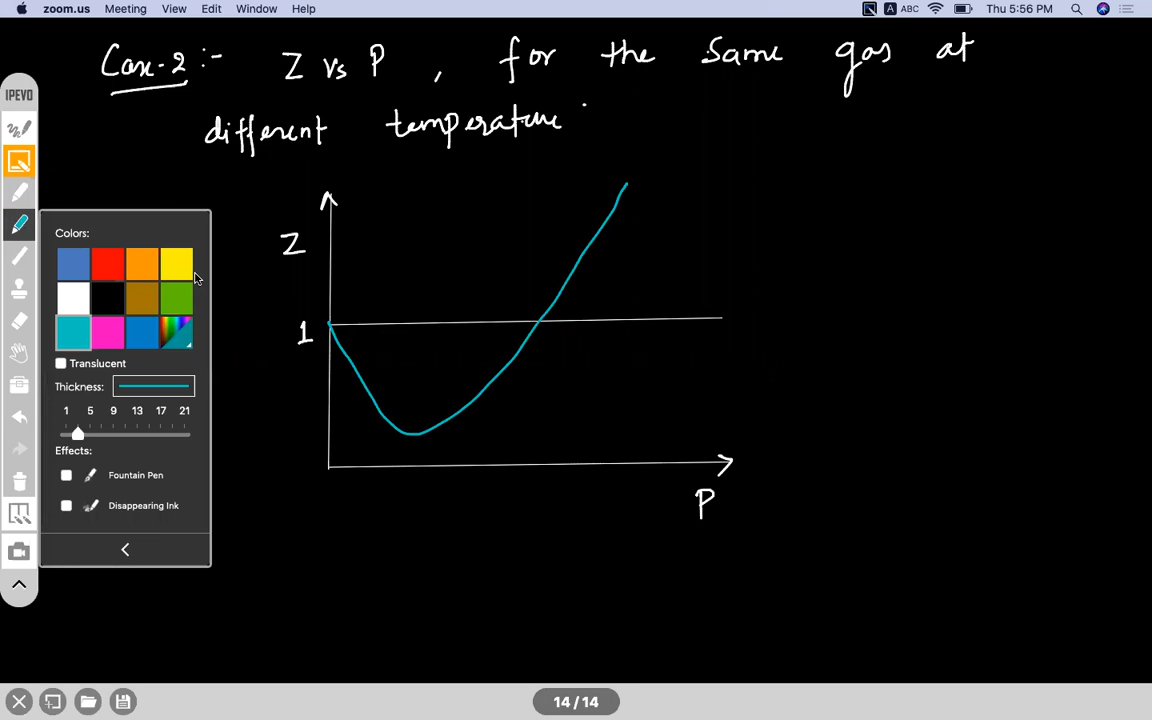 zoom.us Meeting View Edit Window Help A ABC Thu 5:56 PM
Case-2 :- Z vs P , for the same gas at
different temperature
IPEVO
Colors:
Z
1
Translucent
Thickness:
1 5 9 13 17 21
Effects:
Fountain Pen
Disappearing Ink
P
14/14